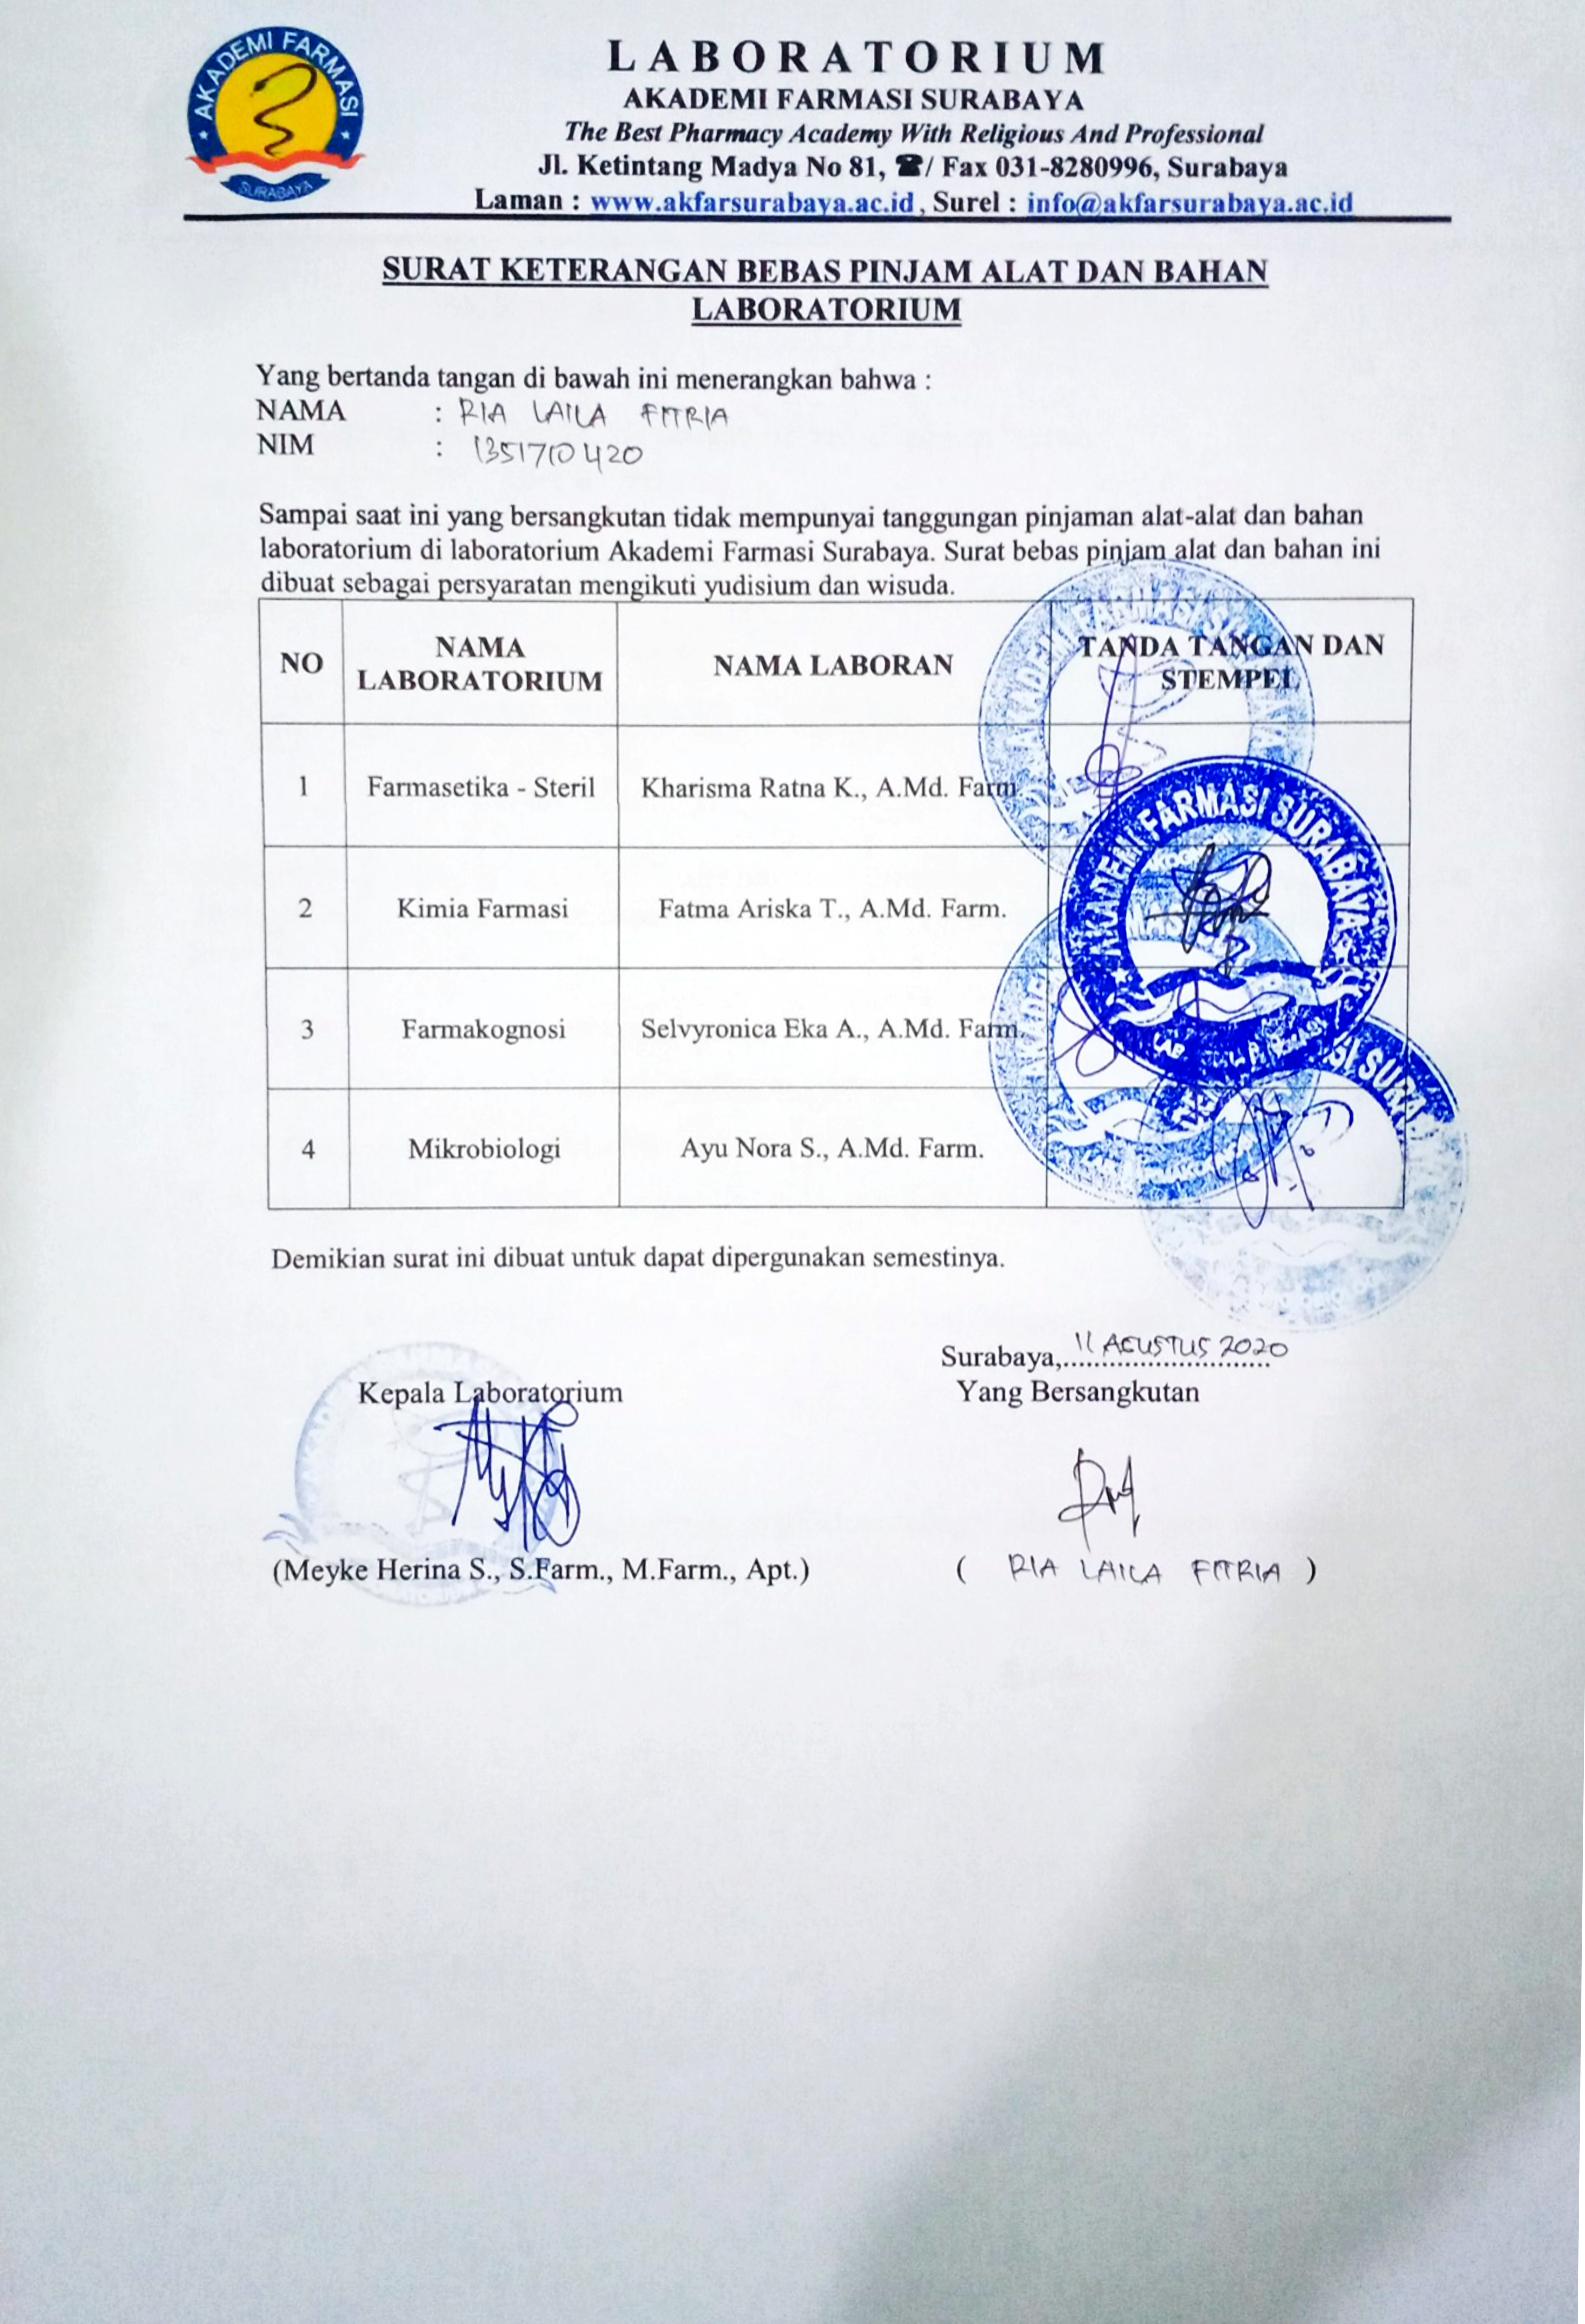 AKADEMI FARMASI
SURABAYA
LABORATORIUM
AKADEMI FARMASI SURABAYA
The Best Pharmacy Academy With Religious And Professional
Jl. Ketintang Madya No 81, ☎/ Fax 031-8280996, Surabaya
Laman : www.akfarsurabaya.ac.id, Surel : info@akfarsurabaya.ac.id
SURAT KETERANGAN BEBAS PINJAM ALAT DAN BAHAN
LABORATORIUM
Yang bertanda tangan di bawah ini menerangkan bahwa :
NAMA : RIA LAILA FITRIA
NIM : 1351710420
Sampai saat ini yang bersangkutan tidak mempunyai tanggungan pinjaman alat-alat dan bahan
laboratorium di laboratorium Akademi Farmasi Surabaya. Surat bebas pinjam alat dan bahan ini
dibuat sebagai persyaratan mengikuti yudisium dan wisuda.
NO NAMA LABORATORIUM NAMA LABORAN TANDA TANGAN DAN STEMPEL
1 Farmasetika - Steril Kharisma Ratna K., A.Md. Farm.
2 Kimia Farmasi Fatma Ariska T., A.Md. Farm.
3 Farmakognosi Selvyronica Eka A., A.Md. Farm.
4 Mikrobiologi Ayu Nora S., A.Md. Farm.
AKADEMI FARMASI SURABAYA
Demikian surat ini dibuat untuk dapat dipergunakan semestinya.
Surabaya, 11 AGUSTUS 2020
Kepala Laboratorium Yang Bersangkutan
(Meyke Herina S., S.Farm., M.Farm., Apt.) ( RIA LAILA FITRIA )